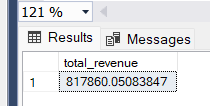 121 %
Results Messages
total_revenue
1 817860.05083847